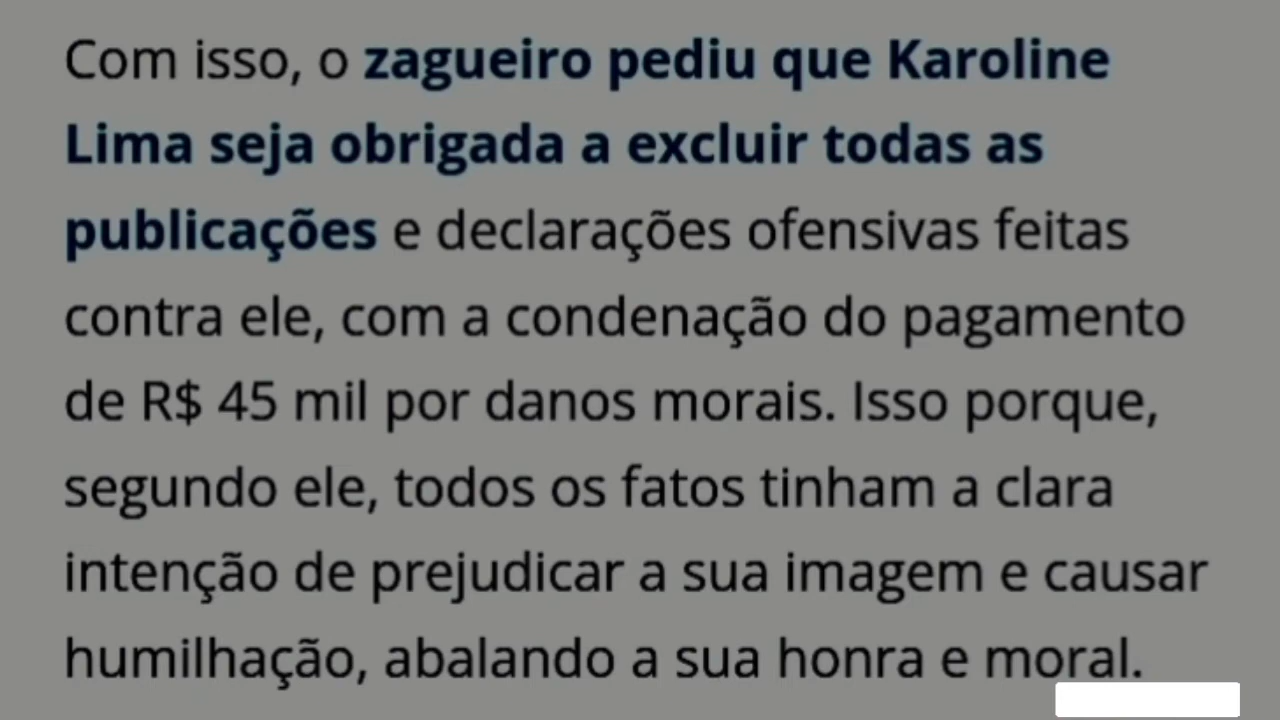 Com isso, o zagueiro pediu que Karoline
Lima seja obrigada a excluir todas as
publicações e declarações ofensivas feitas
contra ele, com a condenação do pagamento
de R$ 45 mil por danos morais. Isso porque,
segundo ele, todos os fatos tinham a clara
intenção de prejudicar a sua imagem e causar
humilhação, abalando a sua honra e moral.